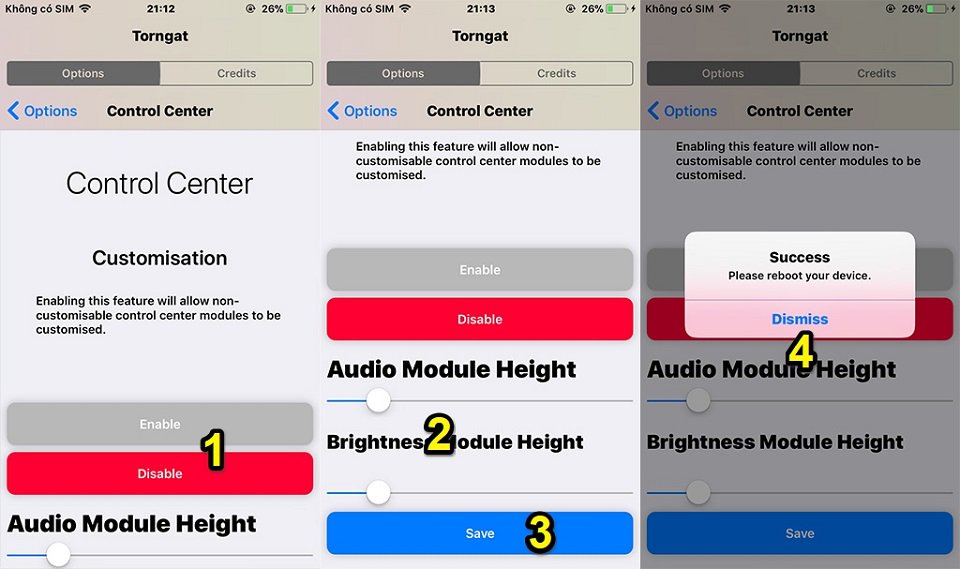 Không có SIM 21:12 26%
Torngat
Options Credits
Options Control Center
Control Center
Customisation
Enabling this feature will allow non-
customisable control center modules to be
customised.
Enable
1
Disable
Audio Module Height
Không có SIM 21:13 26%
Torngat
Options Credits
Options Control Center
Enabling this feature will allow non-
customisable control center modules to be
customised.
Enable
Disable
Audio Module Height
2
Brightness Module Height
Save 3
Không có SIM 21:13 26%
Torngat
Options Credits
Options Control Center
Enabling this feature will allow non-
customisable control center modules to be
customised.
Success
Please reboot your device.
Dismiss
4
Audio Module Height
Brightness Module Height
Save